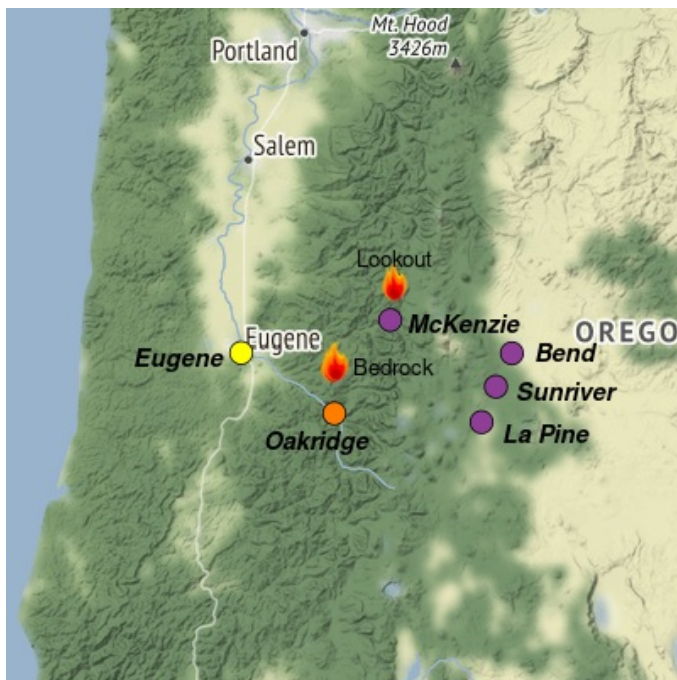 Mt. Hood
3426m
Portland
Salem
Lookout
McKenzie
OREGO
Eugene
Eugene
Bend
Bedrock
Sunriver
Oakridge
La Pine